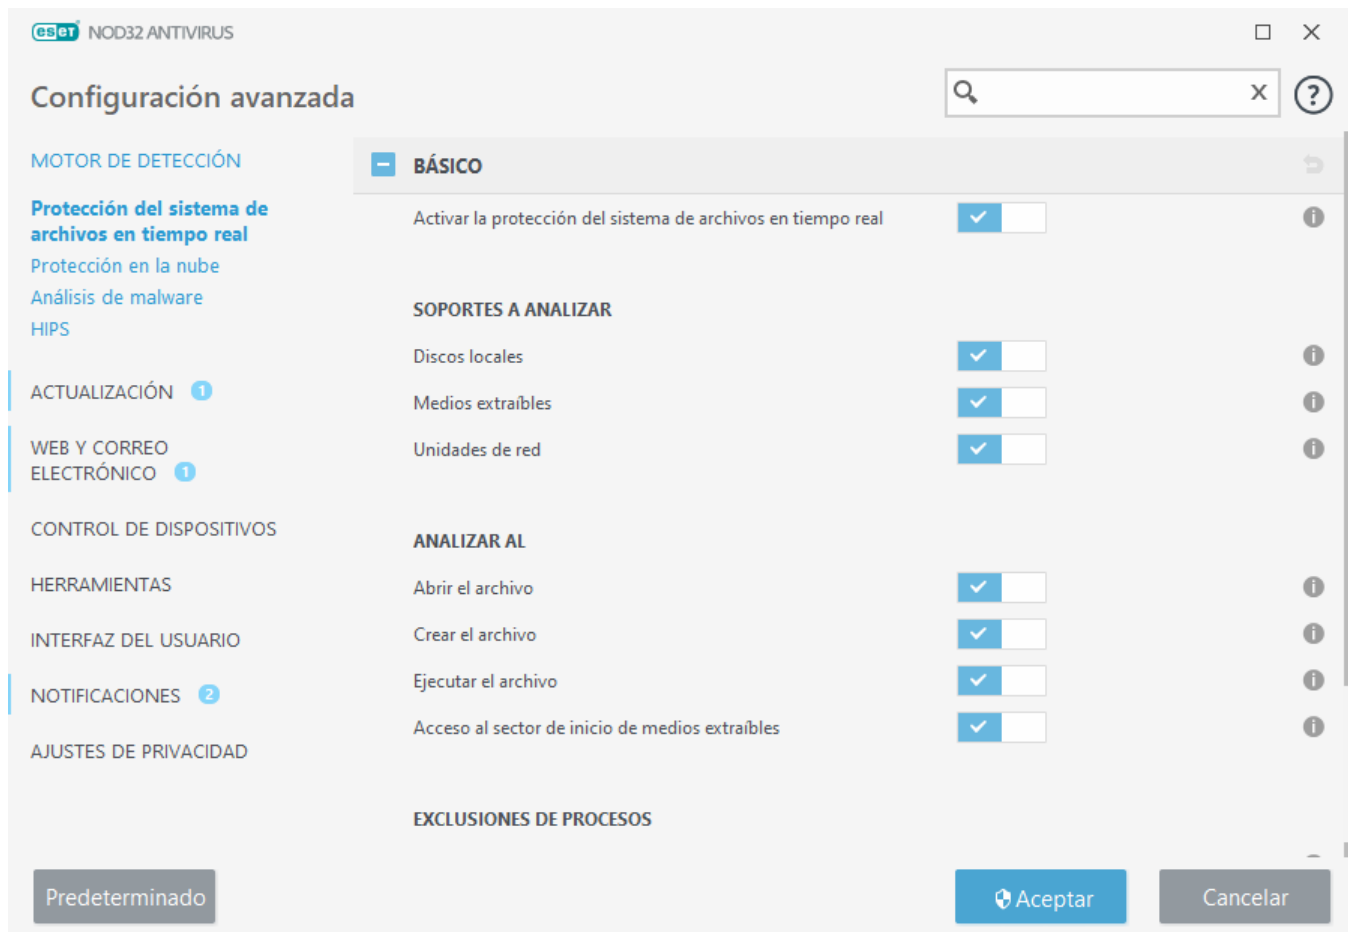 eset NOD32 ANTIVIRUS
Configuración avanzada
x
?
MOTOR DE DETECCIÓN
Protección del sistema de
archivos en tiempo real
Protección en la nube
Análisis de malware
HIPS
ACTUALIZACIÓN 1
WEB Y CORREO
ELECTRÓNICO 1
CONTROL DE DISPOSITIVOS
HERRAMIENTAS
INTERFAZ DEL USUARIO
NOTIFICACIONES 2
AJUSTES DE PRIVACIDAD
BÁSICO
Activar la protección del sistema de archivos en tiempo real
SOPORTES A ANALIZAR
Discos locales
Medios extraíbles
Unidades de red
ANALIZAR AL
Abrir el archivo
Crear el archivo
Ejecutar el archivo
Acceso al sector de inicio de medios extraíbles
EXCLUSIONES DE PROCESOS
Predeterminado
Aceptar
Cancelar